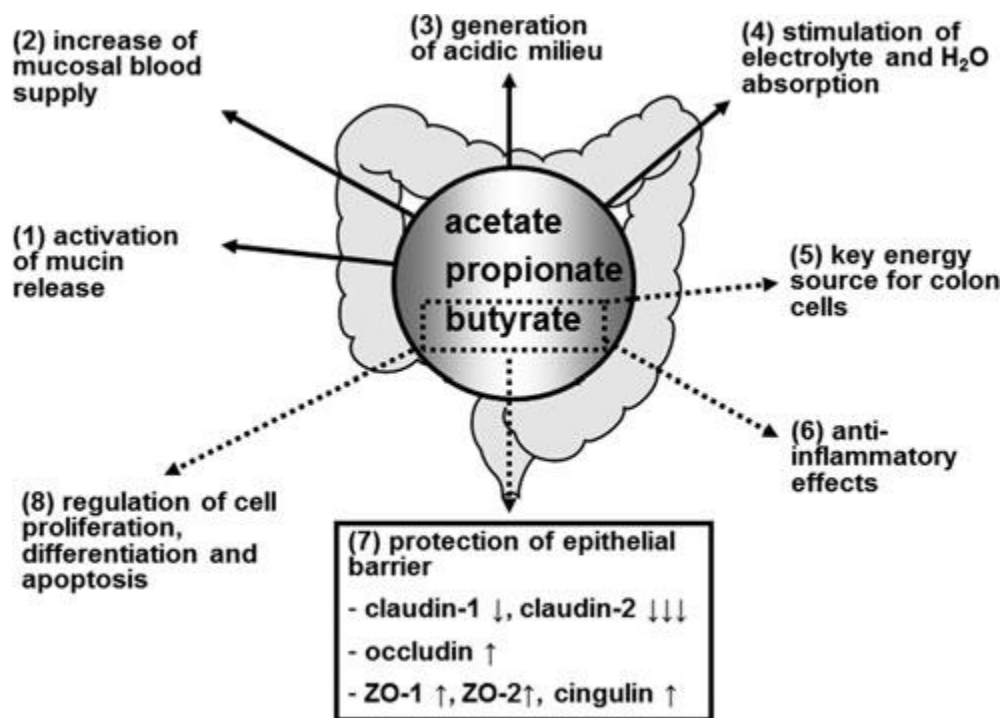 (1) activation
of mucin
release
(2) increase of
mucosal blood
supply
(3) generation
of acidic milieu
(4) stimulation of
electrolyte and H₂O
absorption
acetate
propionate
butyrate
(5) key energy
source for colon
cells
(6) anti-
inflammatory
effects
(7) protection of epithelial
barrier
- claudin-1 ↓, claudin-2 ↓↓↓
- occludin ↑
- ZO-1 ↑, ZO-2↑, cingulin ↑
(8) regulation of cell
proliferation,
differentiation and
apoptosis